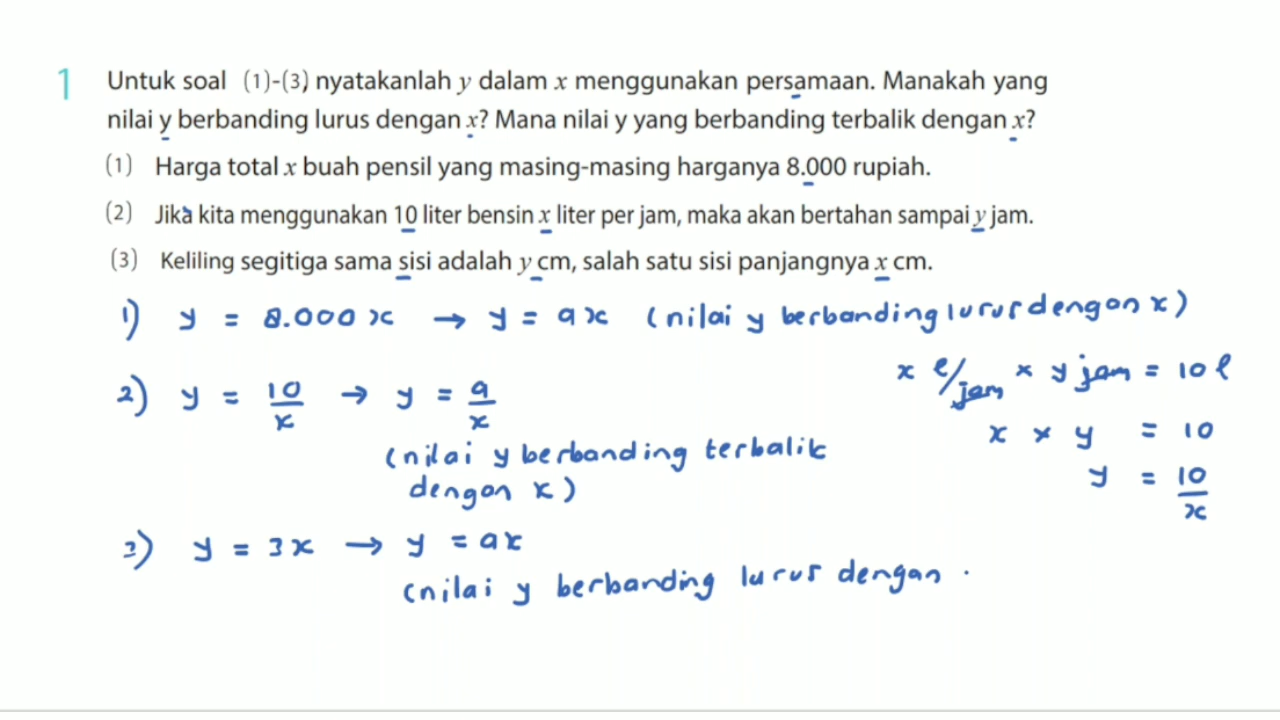 1 Untuk soal (1)-(3) nyatakanlah y dalam x menggunakan persamaan. Manakah yang
nilai y berbanding lurus dengan x? Mana nilai y yang berbanding terbalik dengan x?
(1) Harga total x buah pensil yang masing-masing harganya 8.000 rupiah.
(2) Jika kita menggunakan 10 liter bensin x liter per jam, maka akan bertahan sampai y jam.
(3) Keliling segitiga sama sisi adalah y cm, salah satu sisi panjangnya x cm.
1) y = 8.000 x → y = ax (nilai y berbanding lurus dengan x)
2) y = 10/x → y = a/x
(nilai y berbanding terbalik
dengan x)
x l/jam × y jam = 10 l
x × y = 10
y = 10/x
3) y = 3x → y = ax
(nilai y berbanding lurus dengan